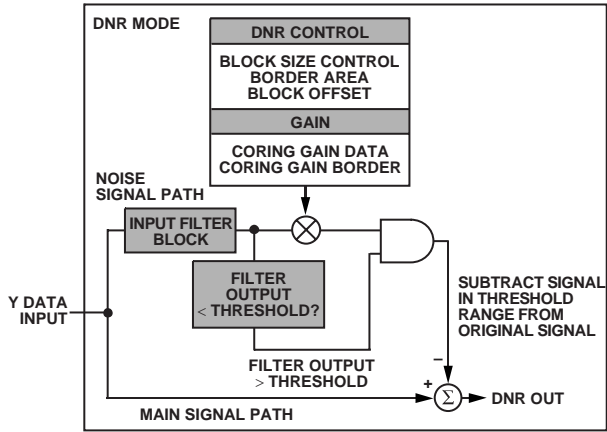 DNR MODE
DNR CONTROL
BLOCK SIZE CONTROL
BORDER AREA
BLOCK OFFSET
GAIN
CORING GAIN DATA
CORING GAIN BORDER
NOISE
SIGNAL PATH
INPUT FILTER
BLOCK
FILTER
OUTPUT
< THRESHOLD?
Y DATA
INPUT
SUBTRACT SIGNAL
IN THRESHOLD
RANGE FROM
ORIGINAL SIGNAL
FILTER OUTPUT
> THRESHOLD
–
+
Σ
DNR OUT
MAIN SIGNAL PATH